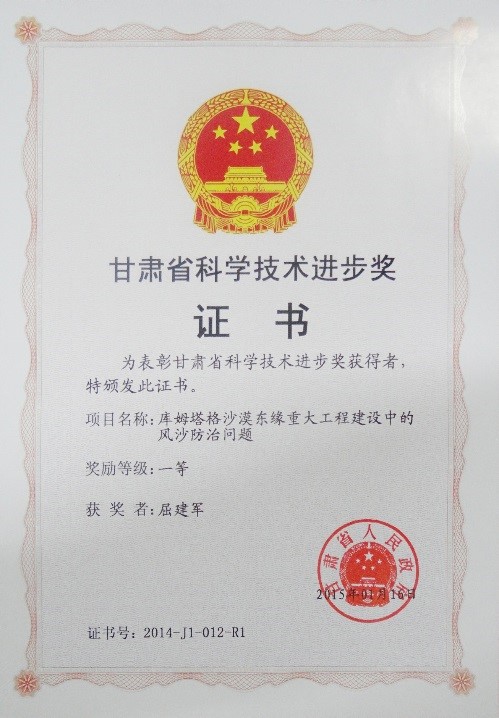 甘肃省科学技术进步奖
证 书
为表彰甘肃省科学技术进步奖获得者，
特颁发此证书。
项目名称：库姆塔格沙漠东缘重大工程建设中的
风沙防治问题
奖励等级：一等
获 奖 者：屈建军
甘肃省人民政府
2015年01月16日
证书号：2014-J1-012-R1